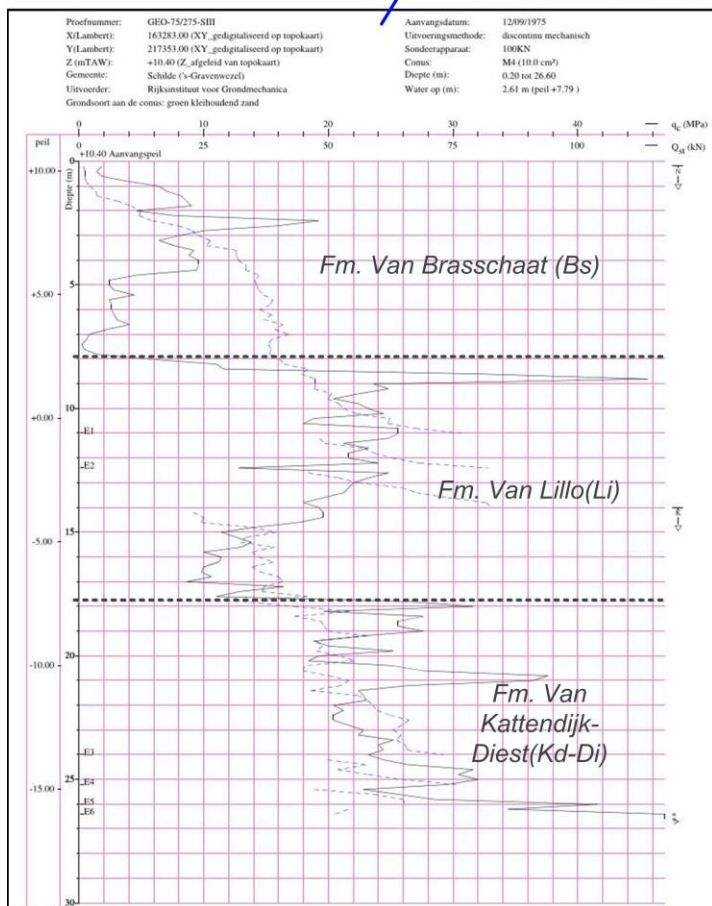 Proefnummer: GEO-75/275-SIII Aanvangsdatum: 12/09/1975
X(Lambert): 163283.00 (XY_gedigitaliseerd op topokaart) Uitvoeringsmethode: discontinu mechanisch
Y(Lambert): 217353.00 (XY_gedigitaliseerd op topokaart) Sondeerapparaat: 100KN
Z (mTAW): +10.40 (Z_afgeleid van topokaart) Conus: M4 (10.0 cm²)
Gemeente: Schilde ('s-Gravenwezel) Diepte (m): 0.20 tot 26.60
Uitvoerder: Rijksinstituut voor Grondmechanica Water op (m): 2.61 m (peil +7.79 )
Grondsoort aan de conus: groen kleihoudend zand
0 10 20 30 40 qc (MPa)
peil 0 25 50 75 100 Qst (kN)
+10.40 Aanvangspeil
Diepte (m)
0
+10.00
Fm. Van Brasschaat (Bs)
5
+5.00
10
+0.00
E1
E2
Fm. Van Lillo(Li)
15
-5.00
20
-10.00
Fm. Van
Kattendijk-
Diest(Kd-Di)
E3
25
E4
-15.00
E5
E6
30